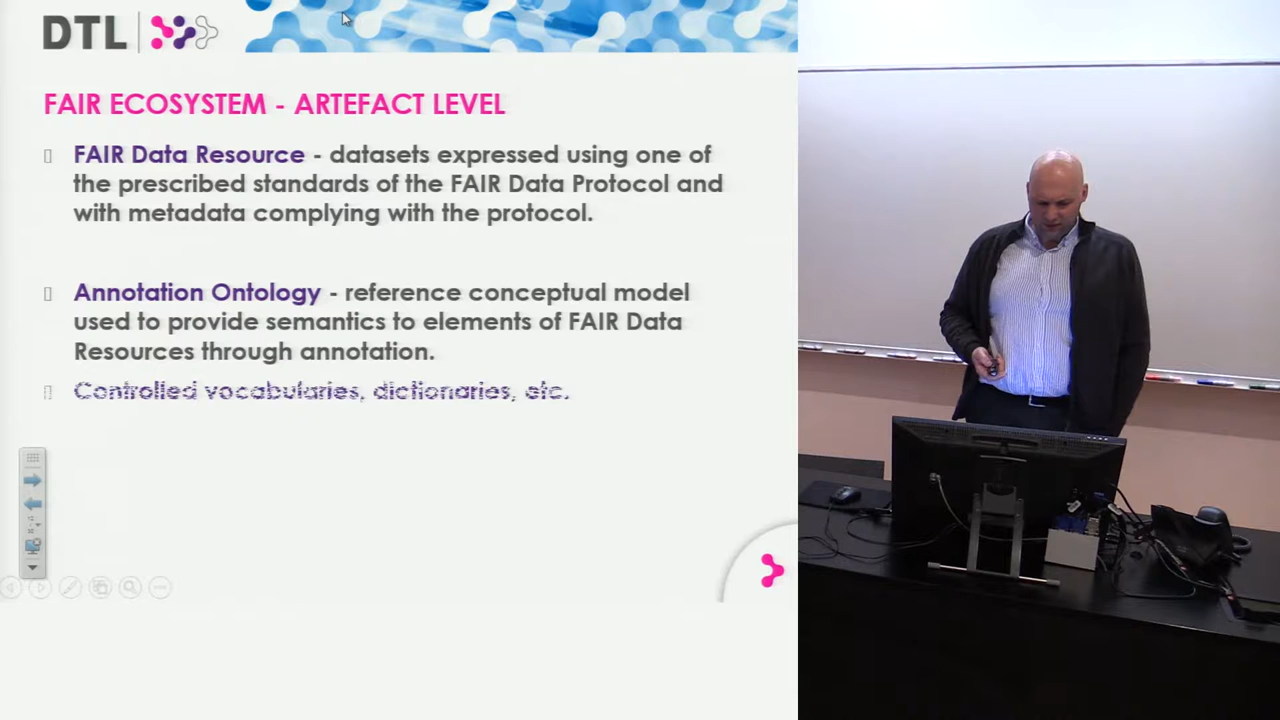 DTL
FAIR ECOSYSTEM - ARTEFACT LEVEL
FAIR Data Resource - datasets expressed using one of
the prescribed standards of the FAIR Data Protocol and
with metadata complying with the protocol.
Annotation Ontology - reference conceptual model
used to provide semantics to elements of FAIR Data
Resources through annotation.
Controlled vocabularies, dictionaries, etc.